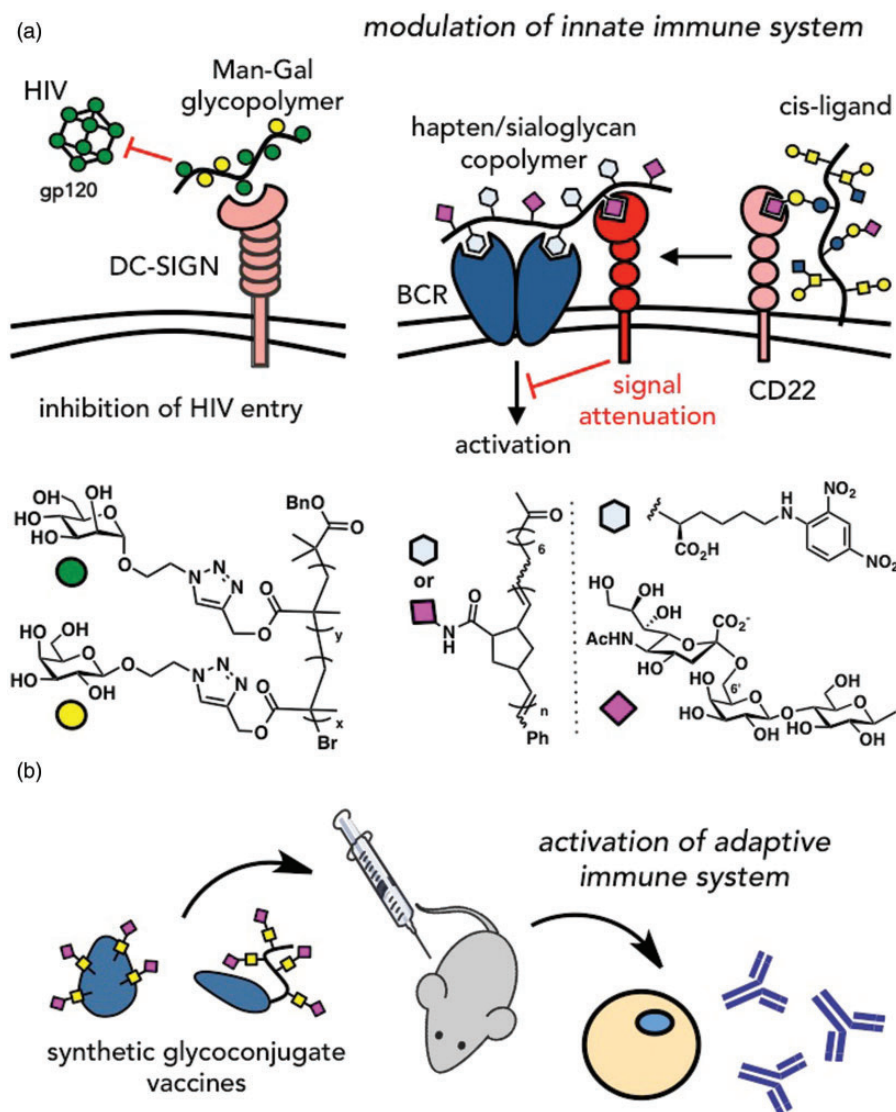 (a)
modulation of innate immune system
HIV
gp120
Man-Gal
glycopolymer
DC-SIGN
inhibition of HIV entry
hapten/sialoglycan
copolymer
cis-ligand
BCR
CD22
signal
attenuation
activation
OH
OH
HO
HO
O
O
N
N
N
O
O
BnO
O
y
OH
OH
HO
OH
O
O
N
N
N
O
O
x
Br
or
O
6
O
N
H
n
Ph
H
N
NO2
NO2
CO2H
HO
OH
OH
CO2-
AcHN
O
HO
O
6'
HO
O
OH
O
HO
O
HO
O
OH
(b)
activation of adaptive
immune system
synthetic glycoconjugate
vaccines